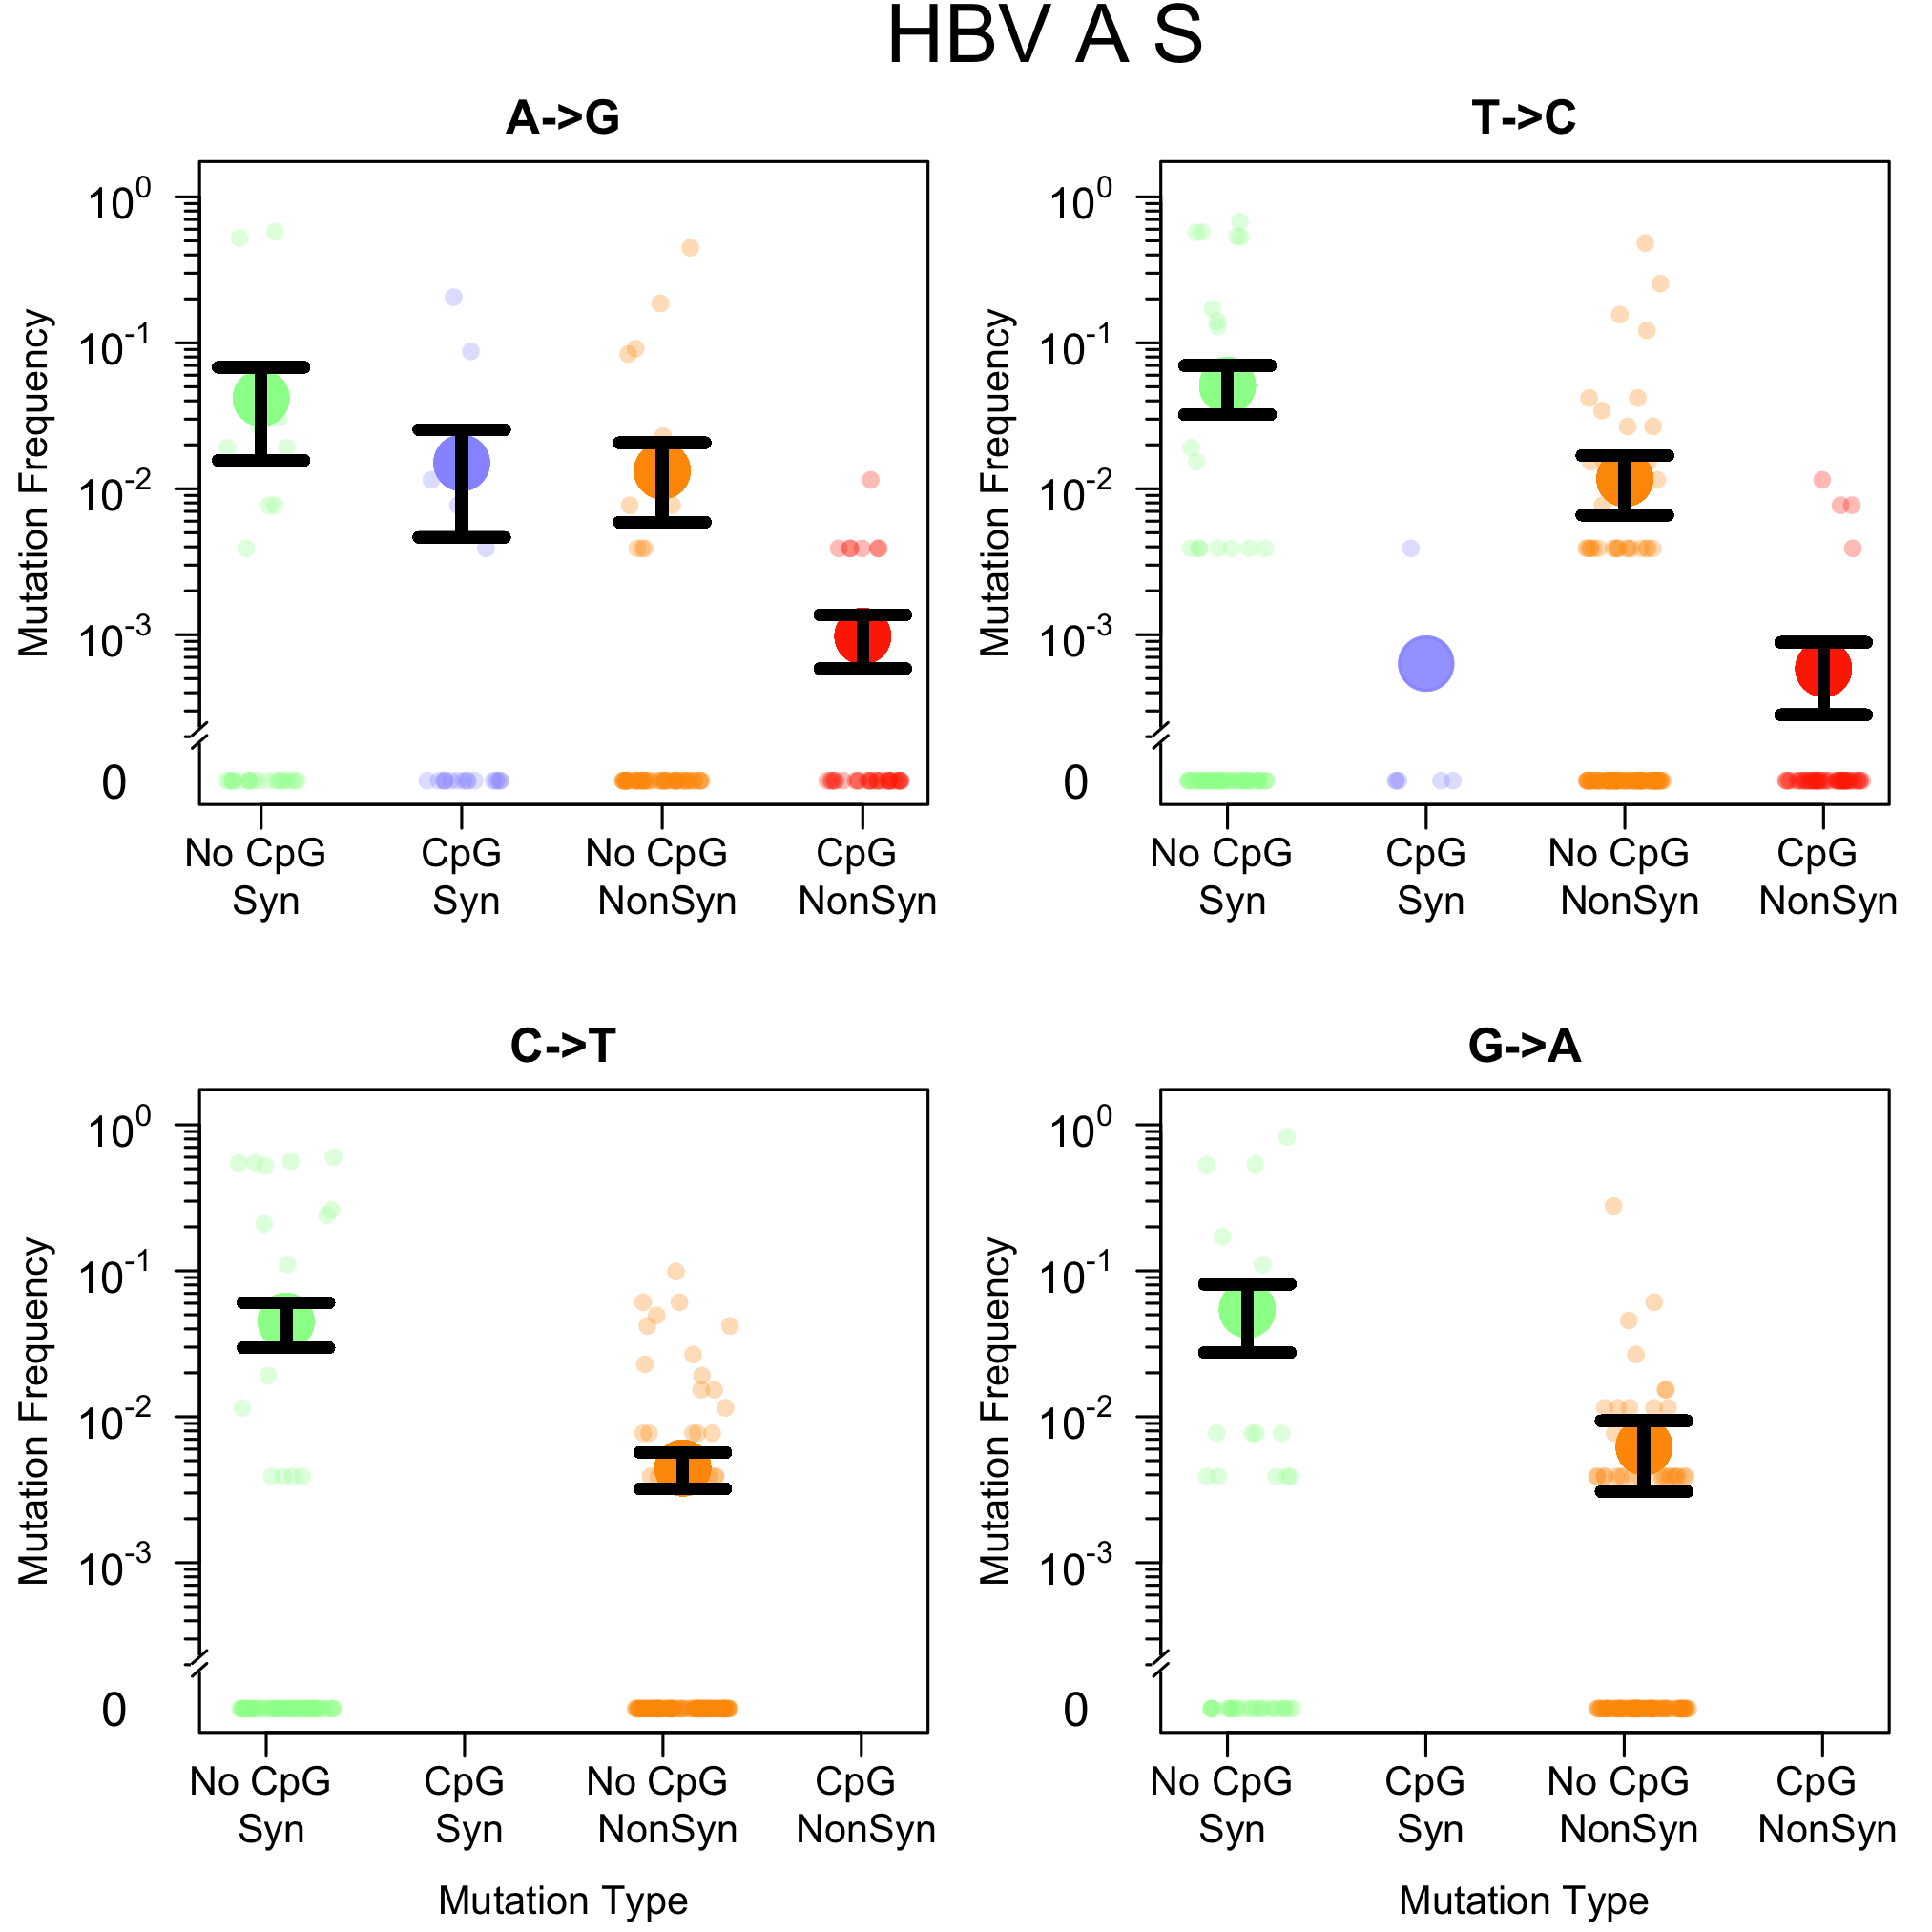 HBV A S
A->G
T->C
Mutation Frequency
10^0
10^-1
10^-2
10^-3
0
Mutation Frequency
10^0
10^-1
10^-2
10^-3
0
No CpG Syn
CpG Syn
No CpG NonSyn
CpG NonSyn
No CpG Syn
CpG Syn
No CpG NonSyn
CpG NonSyn
C->T
G->A
Mutation Frequency
10^0
10^-1
10^-2
10^-3
0
Mutation Frequency
10^0
10^-1
10^-2
10^-3
0
No CpG Syn
CpG Syn
No CpG NonSyn
CpG NonSyn
No CpG Syn
CpG Syn
No CpG NonSyn
CpG NonSyn
Mutation Type
Mutation Type